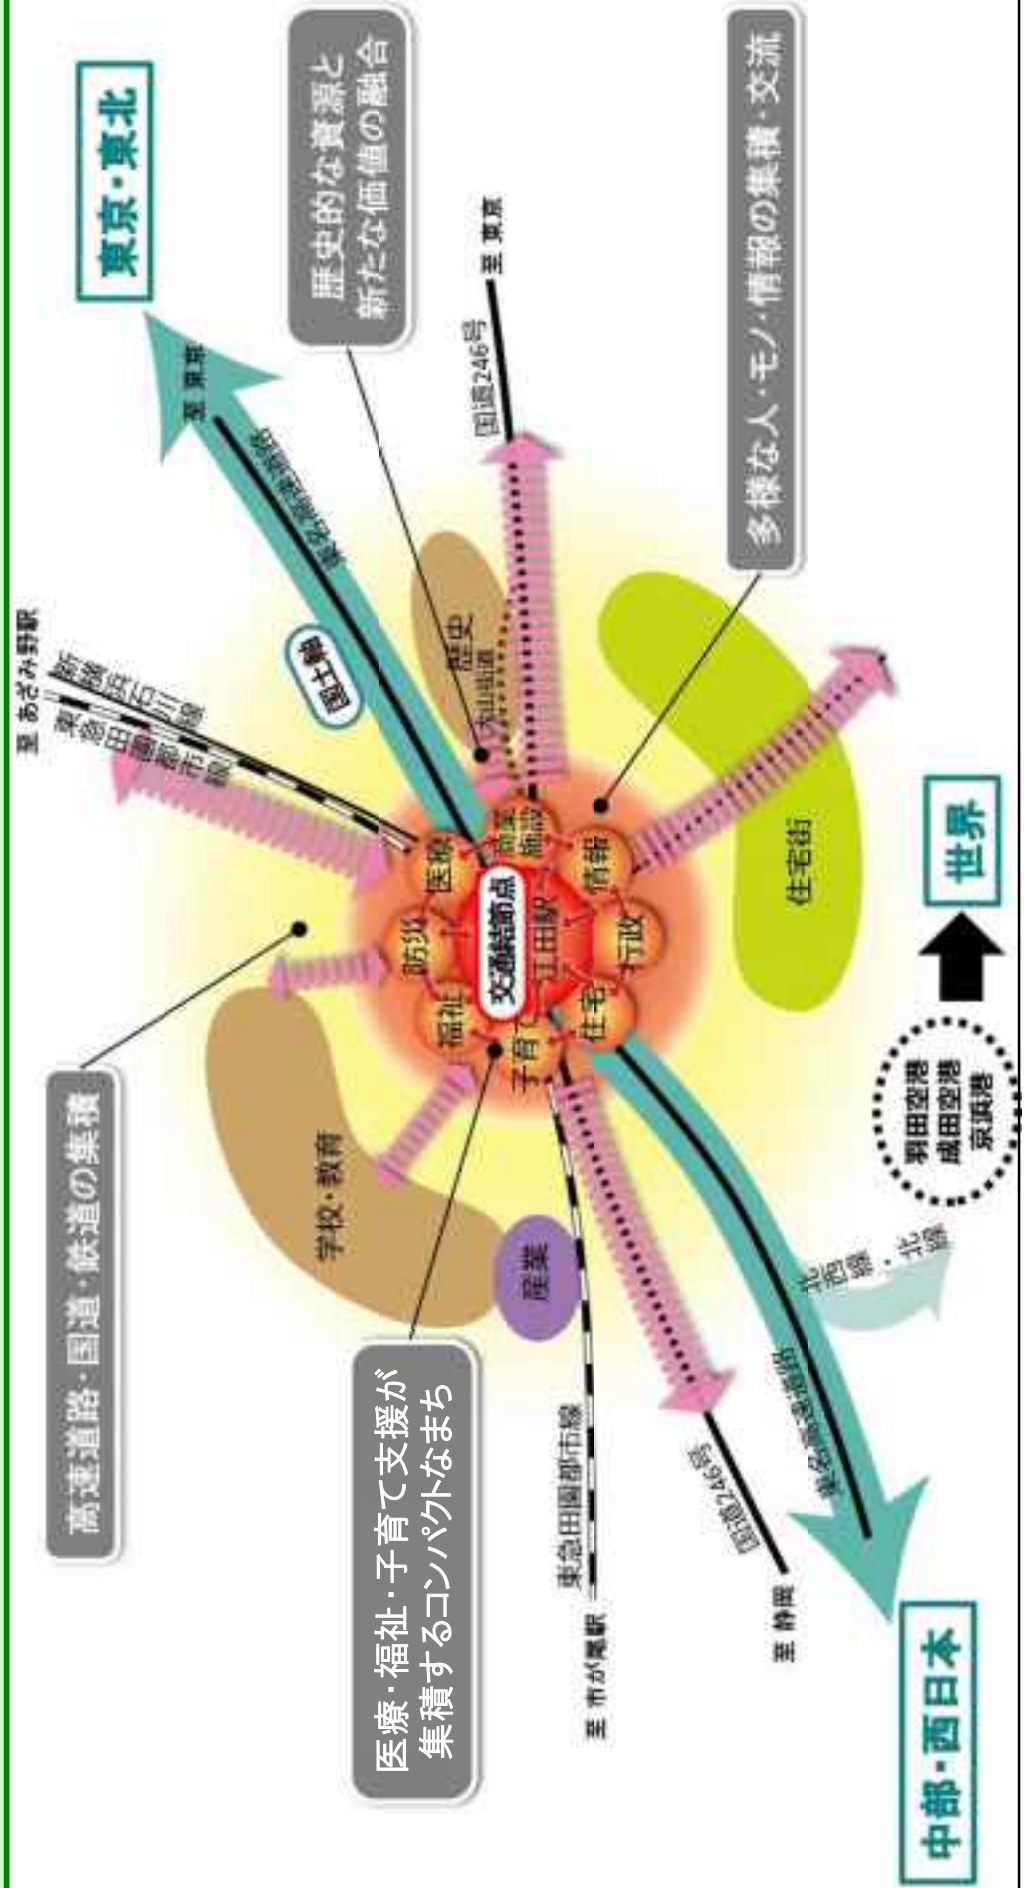 高速道路・国道・鉄道の集積
至 あざみ野駅
新横浜石川線
東急田園都市線
東京・東北
至 東京
東名高速道路
国土軸
歴史的な資源と
新たな価値の融合
歴史
大山街道
国道246号
至 東京
学校・教育
産業
医療
防災
福祉
子育て
住宅
行政
情報
交通結節点
江田駅
医療・福祉・子育て支援が
集積するコンパクトなまち
多様な人・モノ・情報の集積・交流
住宅街
東急田園都市線
至 市が尾駅
国道246号
至 静岡
東名高速道路
北西線・北線
中部・西日本
羽田空港
成田空港
京浜港
世界